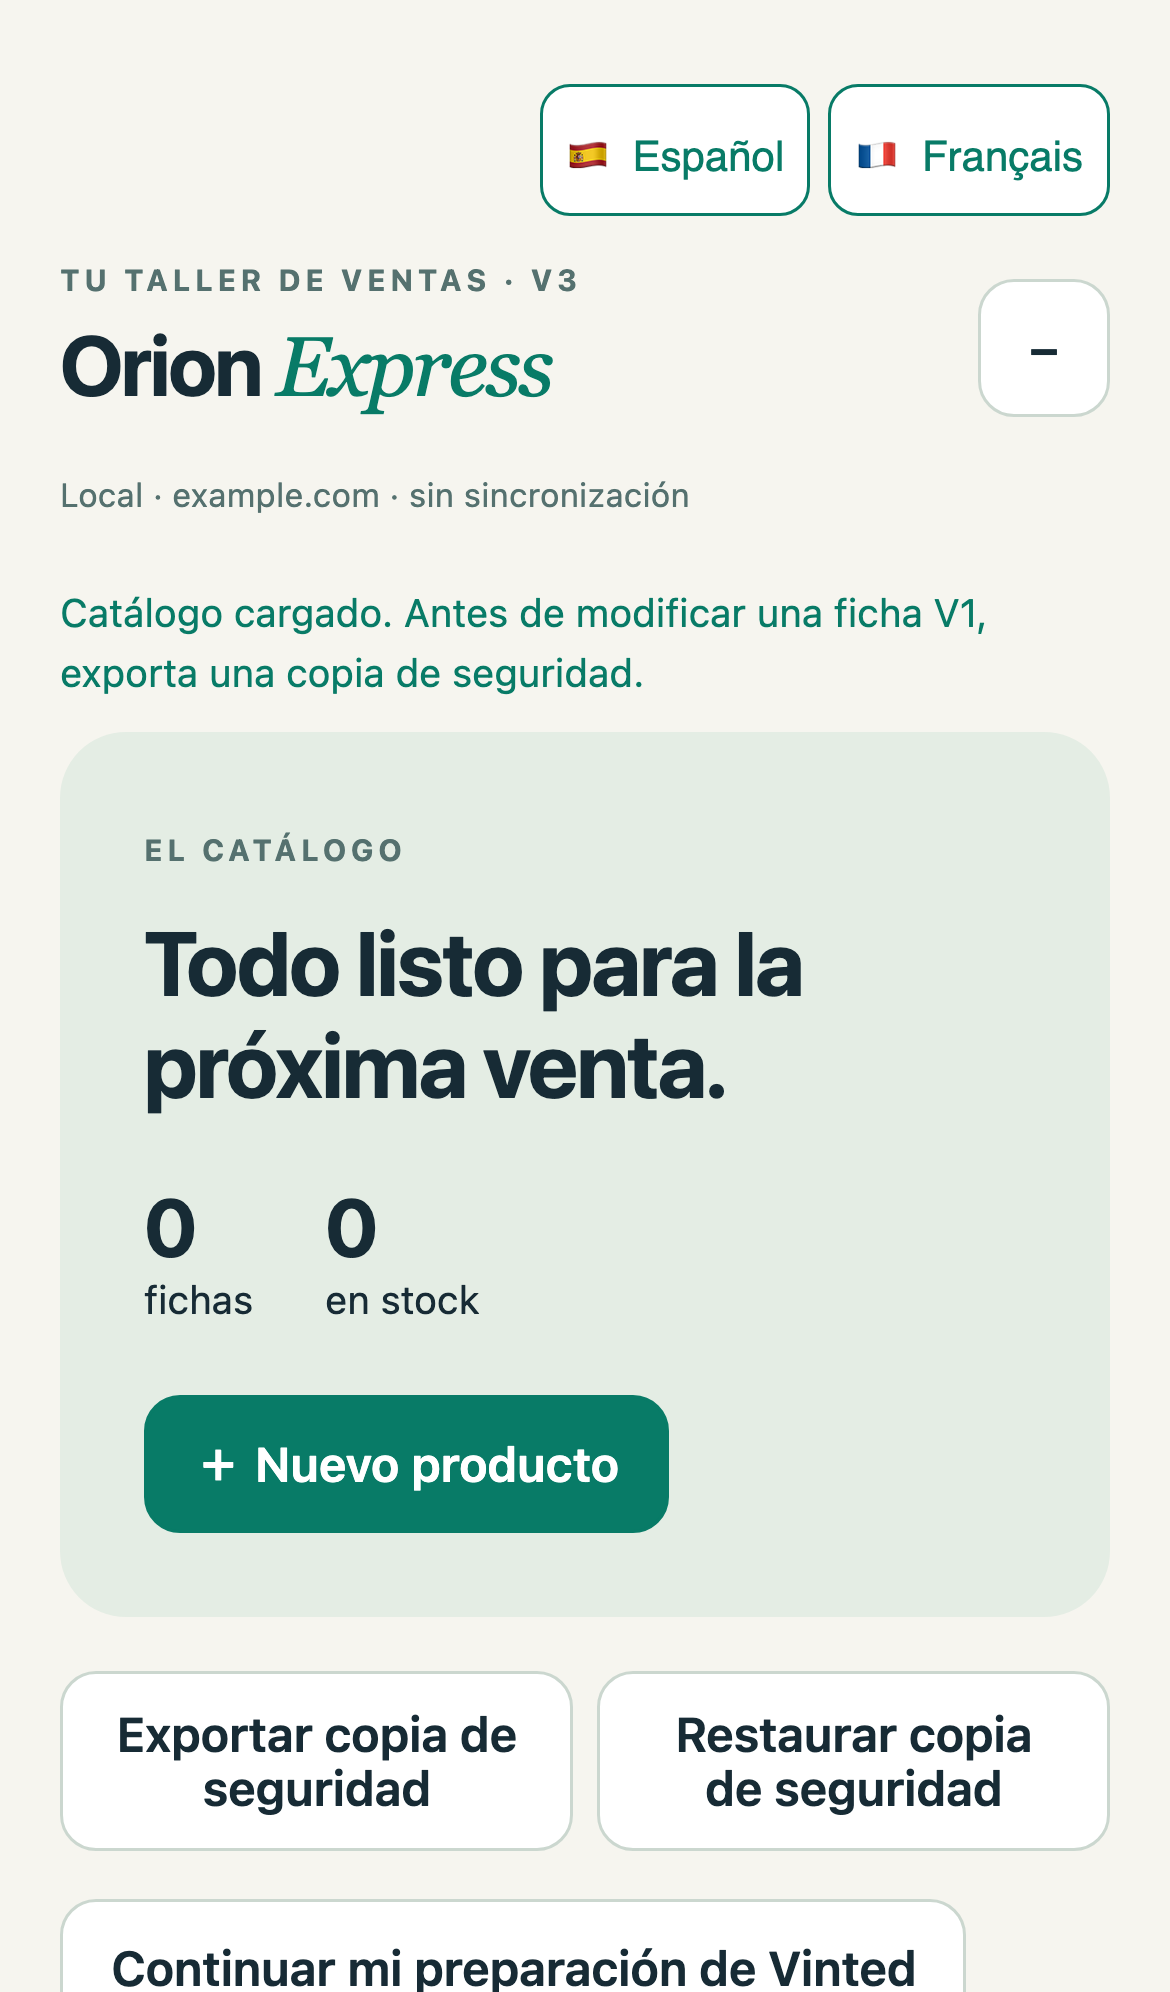 Español
Français
TU TALLER DE VENTAS · V3
Orion Express
–
Local · example.com · sin sincronización
Catálogo cargado. Antes de modificar una ficha V1,
exporta una copia de seguridad.
EL CATÁLOGO
Todo listo para la
próxima venta.
0 0
fichas en stock
+ Nuevo producto
Exportar copia de
seguridad
Restaurar copia
de seguridad
Continuar mi preparación de Vinted